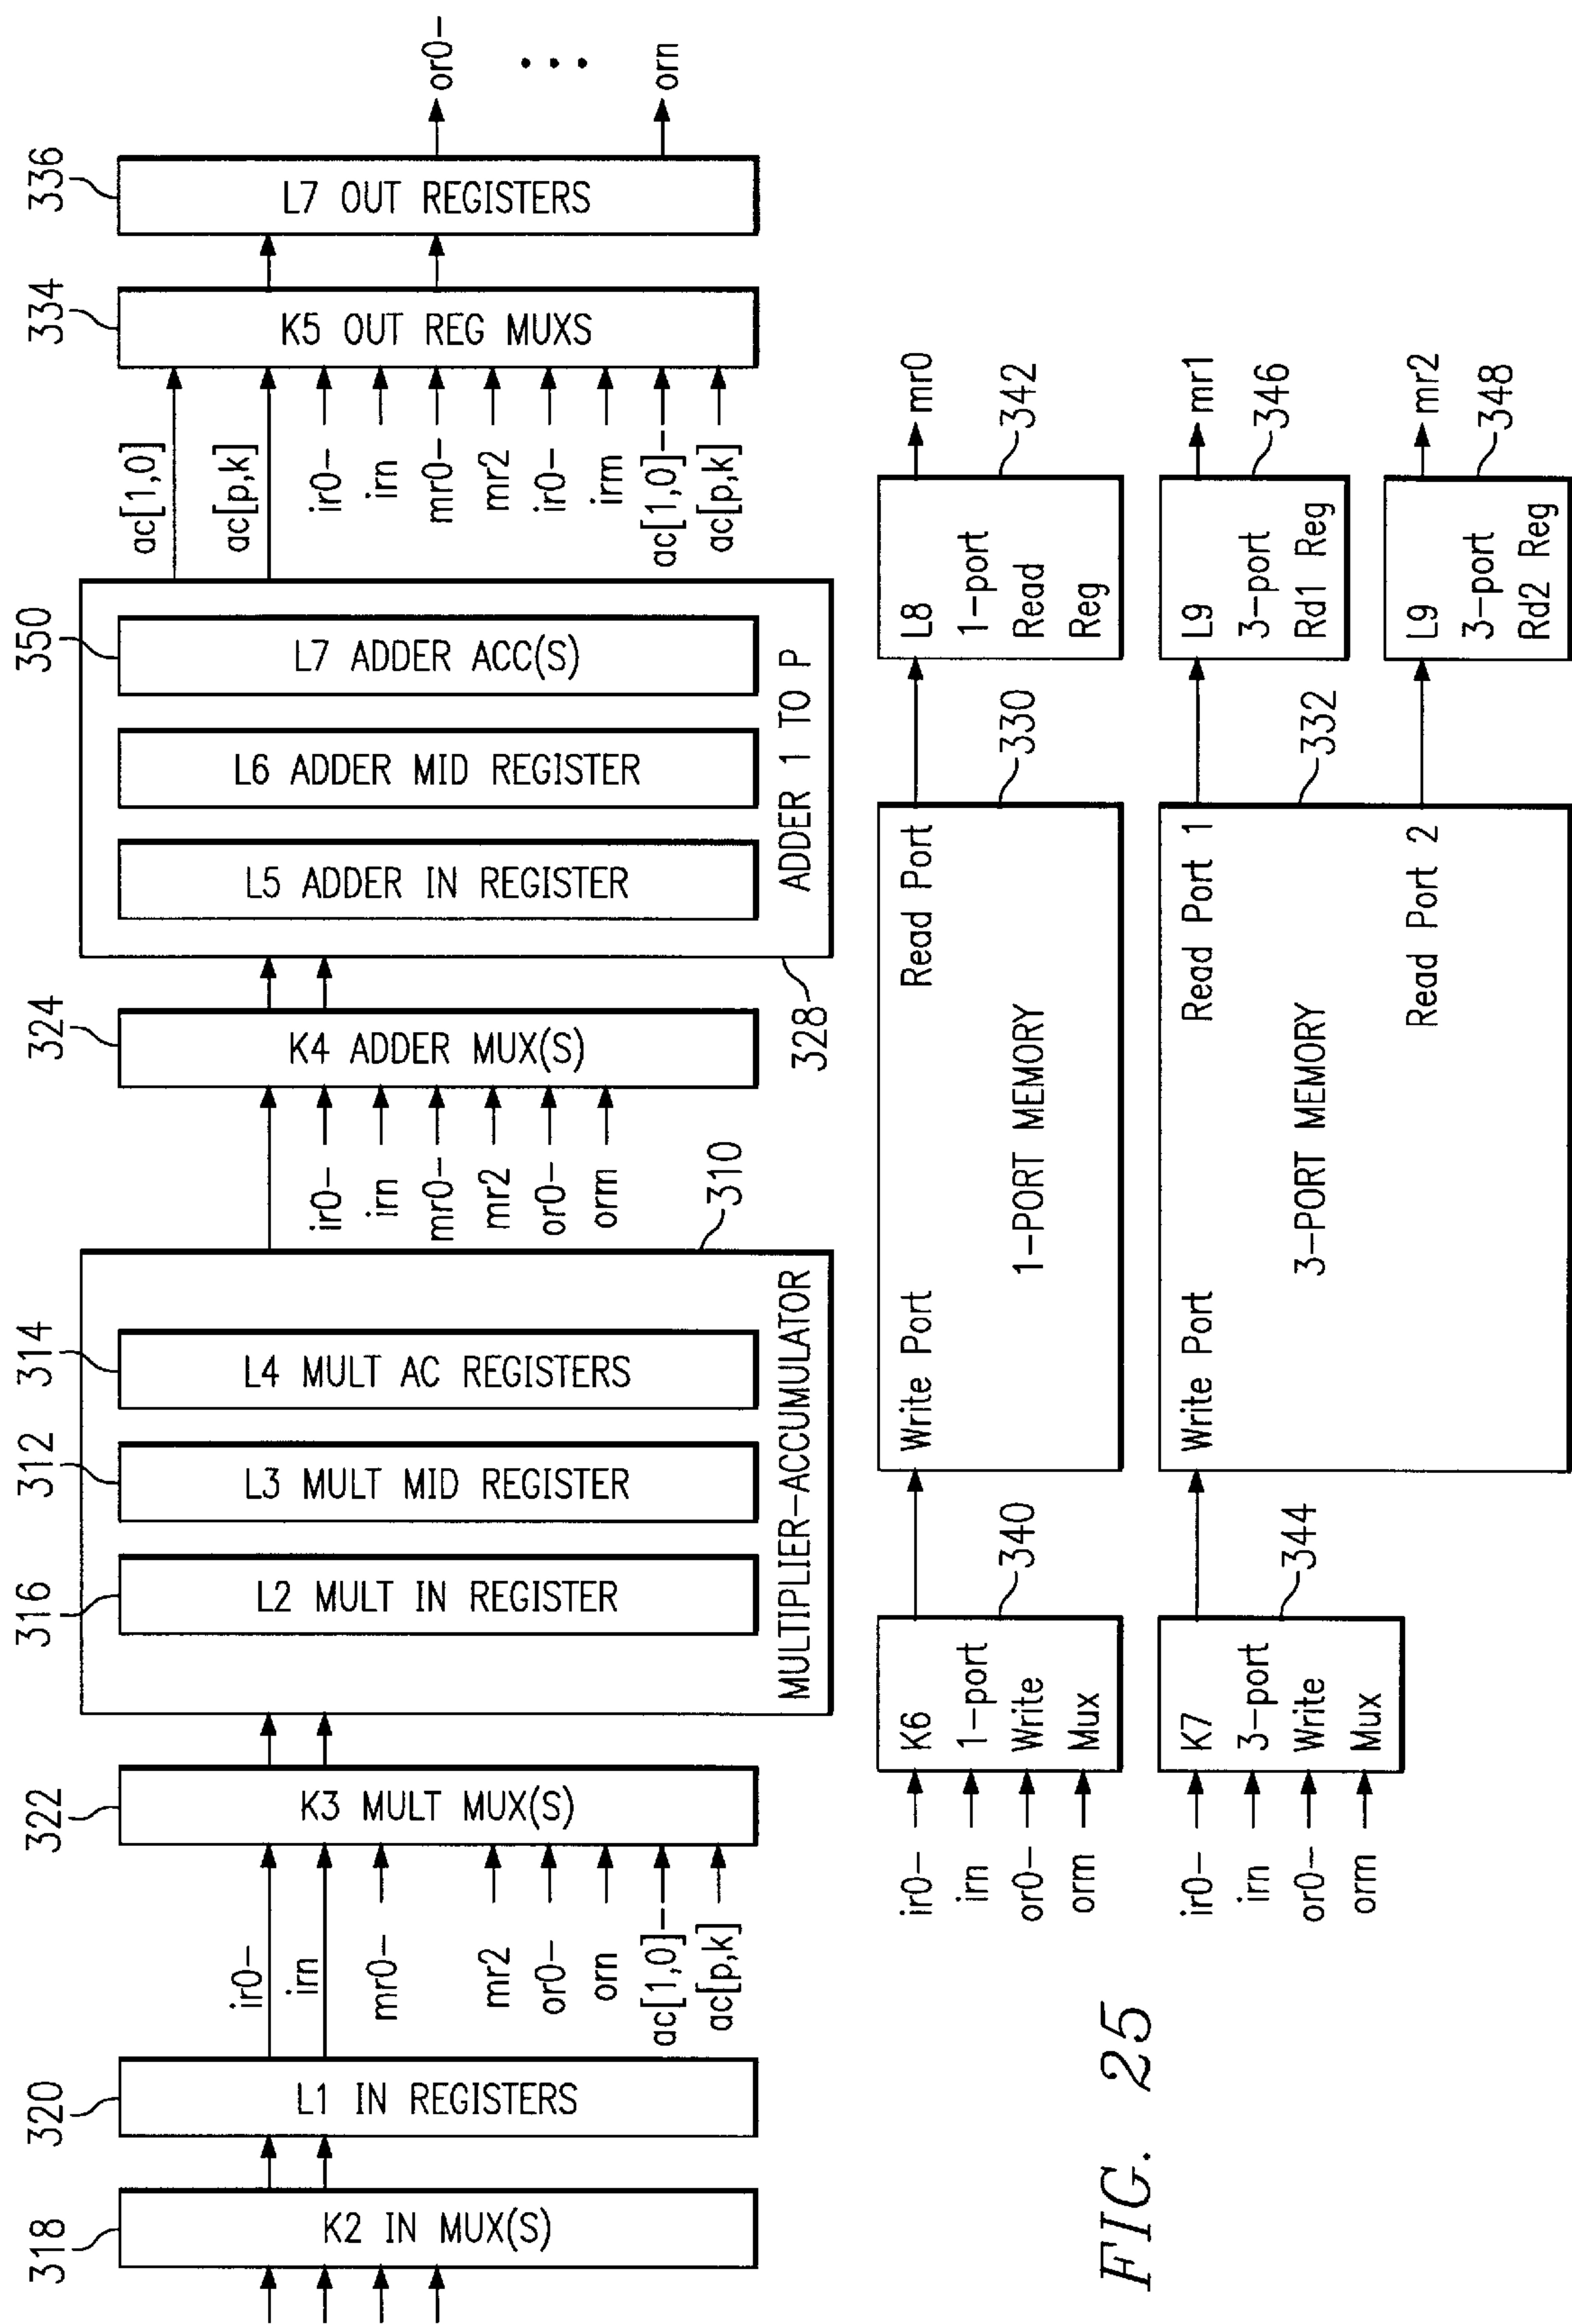 318
K2 IN MUX(S)
320
L1 IN REGISTERS
ir0-
irn
mr0-
mr2
or0-
orn
ac[1,0]-
ac[p,k]
322
K3 MULT MUX(S)
316
L2 MULT IN REGISTER
312
L3 MULT MID REGISTER
314
L4 MULT AC REGISTERS
MULTIPLIER-ACCUMULATOR
310
ir0-
irn
mr0-
mr2
or0-
orm
324
K4 ADDER MUX(S)
328
L5 ADDER IN REGISTER
L6 ADDER MID REGISTER
350
L7 ADDER ACC(S)
ADDER 1 TO P
ac[1,0]
ac[p,k]
ir0-
irn
mr0-
mr2
ir0-
irm
ac[1,0]-
ac[p,k]
334
K5 OUT REG MUXS
336
L7 OUT REGISTERS
or0-
orn
ir0-
irn
or0-
orm
K6
1-port
Write
Mux
340
Write Port
Read Port
1-PORT MEMORY
330
L8
1-port
Read
Reg
342
mr0
ir0-
irn
or0-
orm
K7
3-port
Write
Mux
344
Write Port
Read Port 1
3-PORT MEMORY
Read Port 2
332
L9
3-port
Rd1 Reg
346
mr1
L9
3-port
Rd2 Reg
348
mr2
FIG. 25